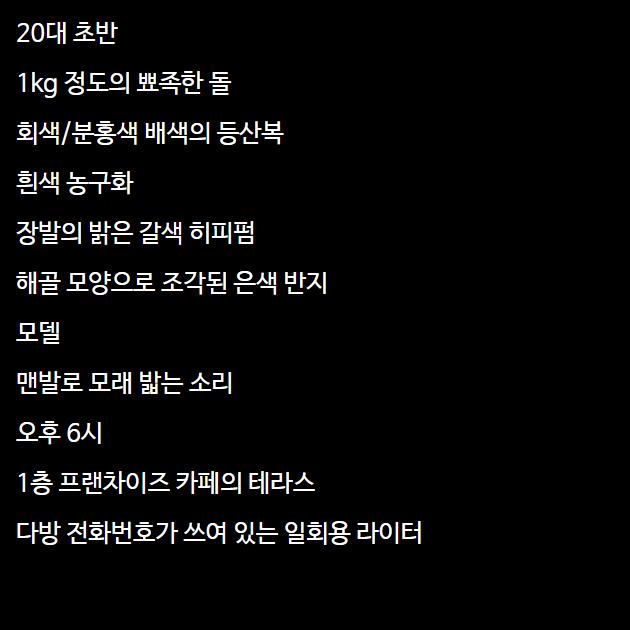 20대 초반
1kg 정도의 뾰족한 돌
회색/분홍색 배색의 등산복
흰색 농구화
장발의 밝은 갈색 히피펌
해골 모양으로 조각된 은색 반지
모델
맨발로 모래 밟는 소리
오후 6시
1층 프랜차이즈 카페의 테라스
다방 전화번호가 쓰여 있는 일회용 라이터